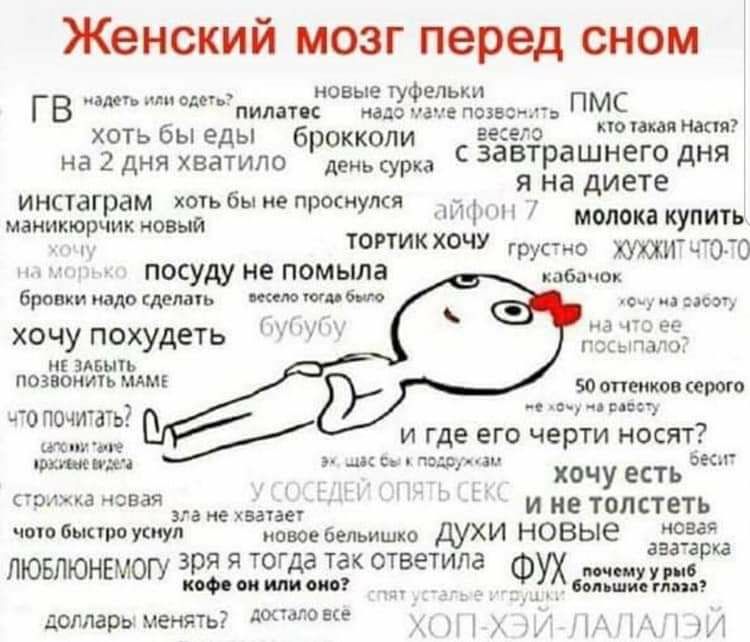 Женский мозг перед сном
ГВ
надеть или одеть?
новые туфельки
пилатес
надо маме позвонить
ПМС
хоть бы еды
на 2 дня хватило
брокколи
весело
кто такая Настя?
день сурка
с завтрашнего дня
я на диете
инстаграм
хоть бы не проснулся
айфон 7
молока купить
маникюрчик новый
хочу
на морько
тортик хочу
грустно
ЖУЖЖИТ ЧТО-ТО
посуду не помыла
кабачок
бровки надо сделать
весело тогда было
хочу на работу
хочу похудеть
бубубу
на что ее
посыпало?
НЕ ЗАБЫТЬ
ПОЗВОНИТЬ МАМЕ
50 оттенков серого
не хочу на работу
ЧТО ПОЧИТАТЬ?
и где его черти носят?
сапожки такие
красивые видела
эх, щас бы к подружкам
бесит
хочу есть
и не толстеть
стрижка новая
У СОСЕДЕЙ ОПЯТЬ СЕКС
зла не хватает
чото быстро уснул
новое бельишко
духи новые
новая
аватарка
ЛЮБЛЮНЕМОГУ
зря я тогда так ответила
ФУХ
почему у рыб
большие глаза?
кофе он или оно?
спят усталые игрушки
доллары менять?
достало всё
ХОП-ХЭЙ-ЛАЛАЛЭЙ